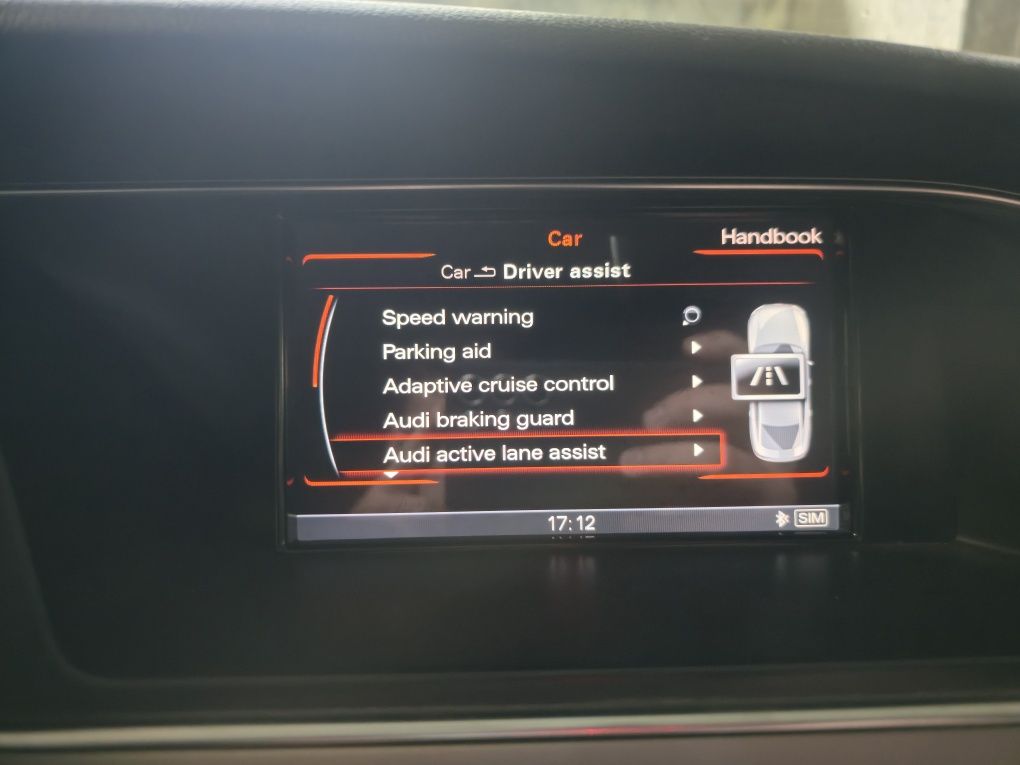 Car
Handbook
Car Driver assist
Speed warning
Parking aid
Adaptive cruise control
Audi braking guard
Audi active lane assist
17:12
SIM